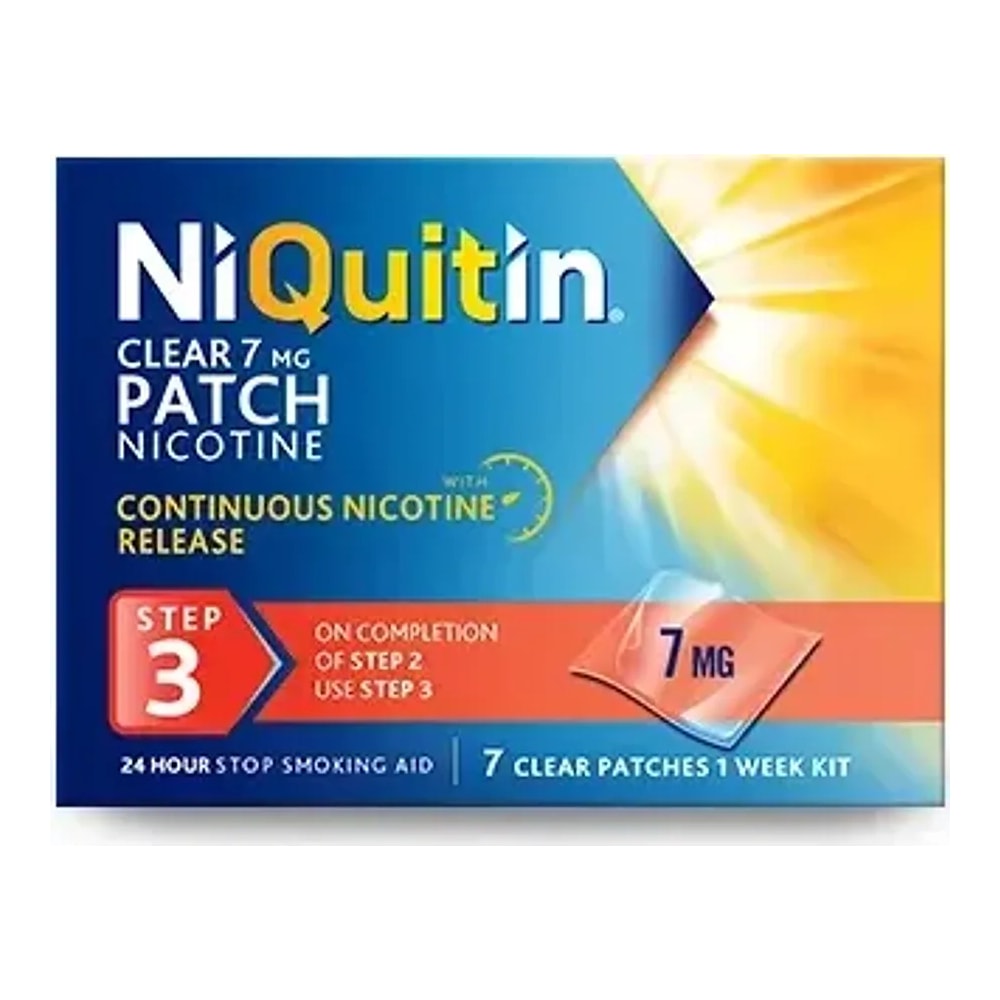 NiQuitin®
CLEAR 7 MG
PATCH
NICOTINE
WITH
CONTINUOUS NICOTINE
RELEASE
STEP
3
ON COMPLETION
OF STEP 2
USE STEP 3
7 MG
24 HOUR STOP SMOKING AID
7 CLEAR PATCHES 1 WEEK KIT